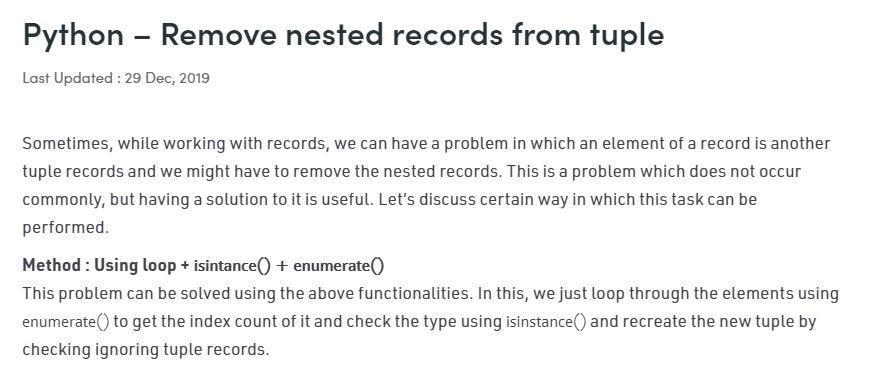 Python – Remove nested records from tuple
Last Updated : 29 Dec, 2019
Sometimes, while working with records, we can have a problem in which an element of a record is another
tuple records and we might have to remove the nested records. This is a problem which does not occur
commonly, but having a solution to it is useful. Let’s discuss certain way in which this task can be
performed.
Method : Using loop + isintance() + enumerate()
This problem can be solved using the above functionalities. In this, we just loop through the elements using
enumerate() to get the index count of it and check the type using isinstance() and recreate the new tuple by
checking ignoring tuple records.